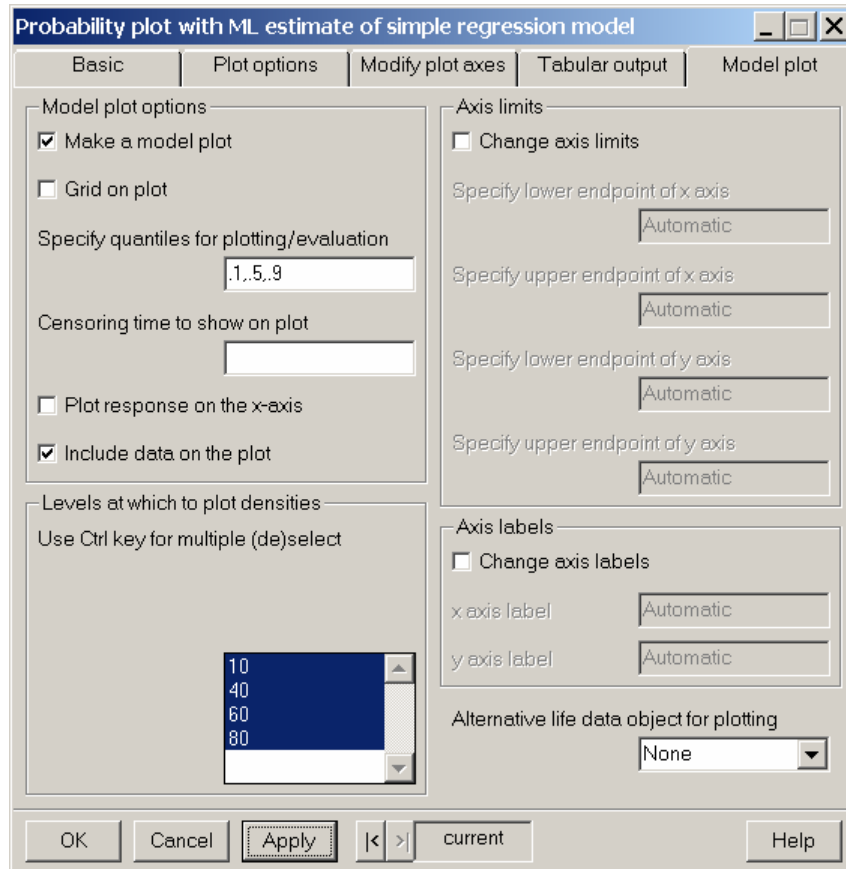 Probability plot with ML estimate of simple regression model
Basic
Plot options
Modify plot axes
Tabular output
Model plot
Model plot options
Make a model plot
Grid on plot
Specify quantiles for plotting/evaluation
.1,.5,.9
Censoring time to show on plot
Plot response on the x-axis
Include data on the plot
Levels at which to plot densities
Use Ctrl key for multiple (de)select
10
40
60
80
Axis limits
Change axis limits
Specify lower endpoint of x axis
Automatic
Specify upper endpoint of x axis
Automatic
Specify lower endpoint of y axis
Automatic
Specify upper endpoint of y axis
Automatic
Axis labels
Change axis labels
x axis label
Automatic
y axis label
Automatic
Alternative life data object for plotting
None
OK
Cancel
Apply
current
Help